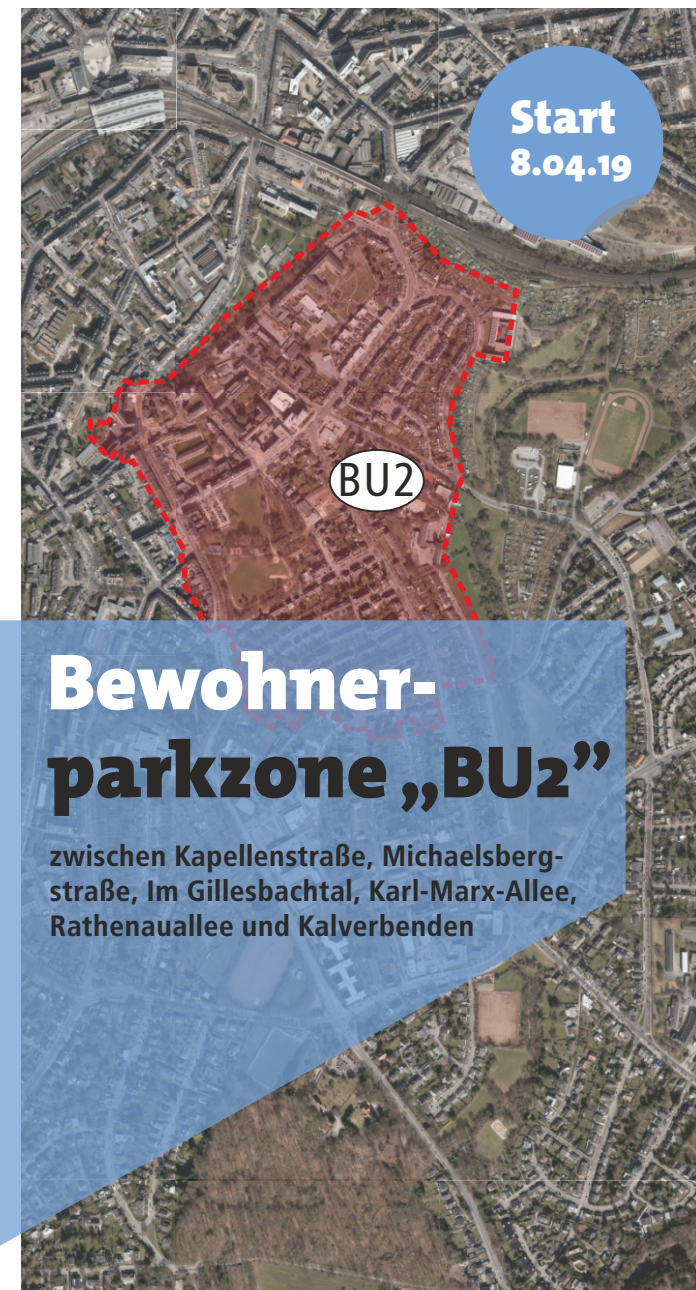 Start
8.04.19
BU2
Bewohner-
parkzone „BU2”
zwischen Kapellenstraße, Michaelsberg-
straße, Im Gillesbachtal, Karl-Marx-Allee,
Rathenauallee und Kalverbenden